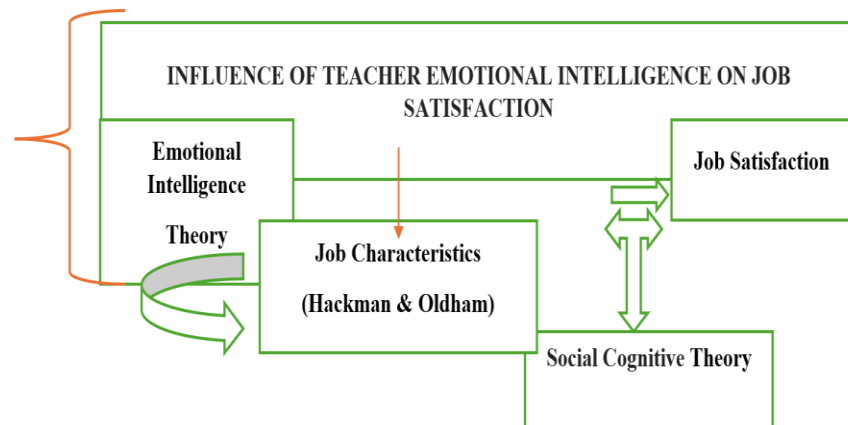 INFLUENCE OF TEACHER EMOTIONAL INTELLIGENCE ON JOB
SATISFACTION
Emotional
Intelligence
Theory
Job Satisfaction
Job Characteristics
(Hackman & Oldham)
Social Cognitive Theory